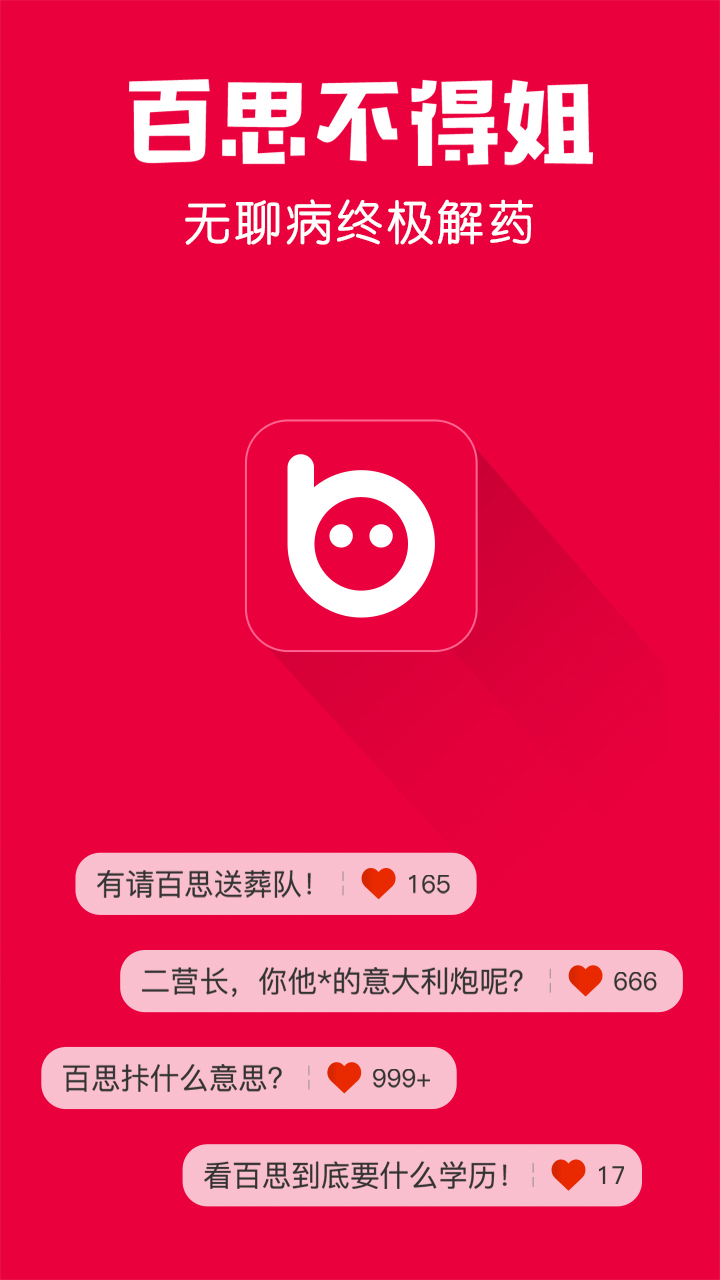 百思不得姐
无聊病终极解药
有请百思送葬队！ 165
二营长，你他*的意大利炮呢？ 666
百思挊什么意思？ 999+
看百思到底要什么学历！ 17